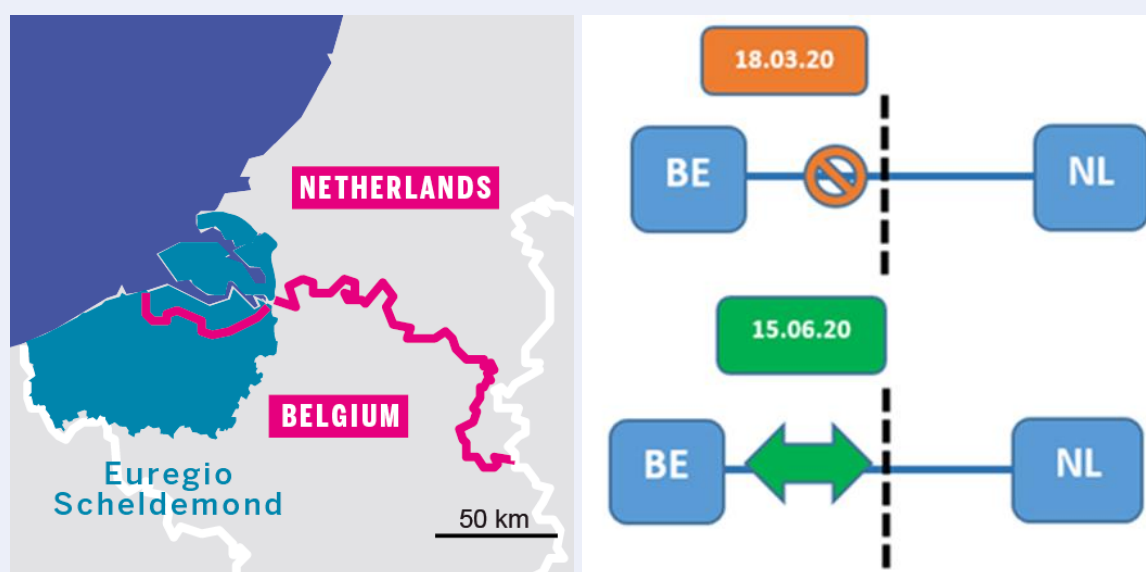 NETHERLANDS
BELGIUM
Euregio
Scheldemond
50 km
18.03.20
BE
NL
15.06.20
BE
NL